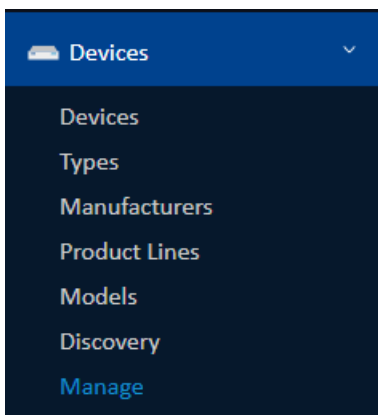 Devices
Devices
Types
Manufacturers
Product Lines
Models
Discovery
Manage